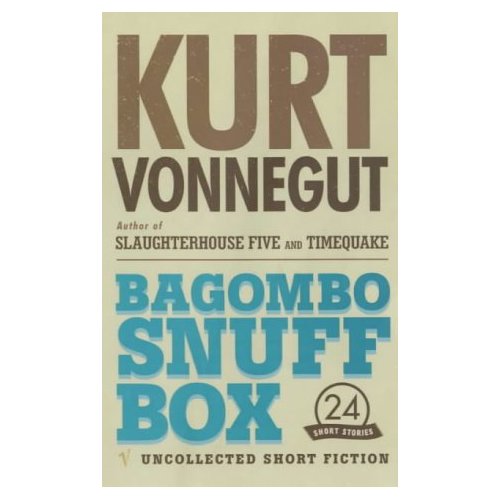 KURT
VONNEGUT
Author of
SLAUGHTERHOUSE FIVE AND TIMEQUAKE
BAGOMBO
SNUFF
BOX
24
SHORT STORIES
V UNCOLLECTED SHORT FICTION